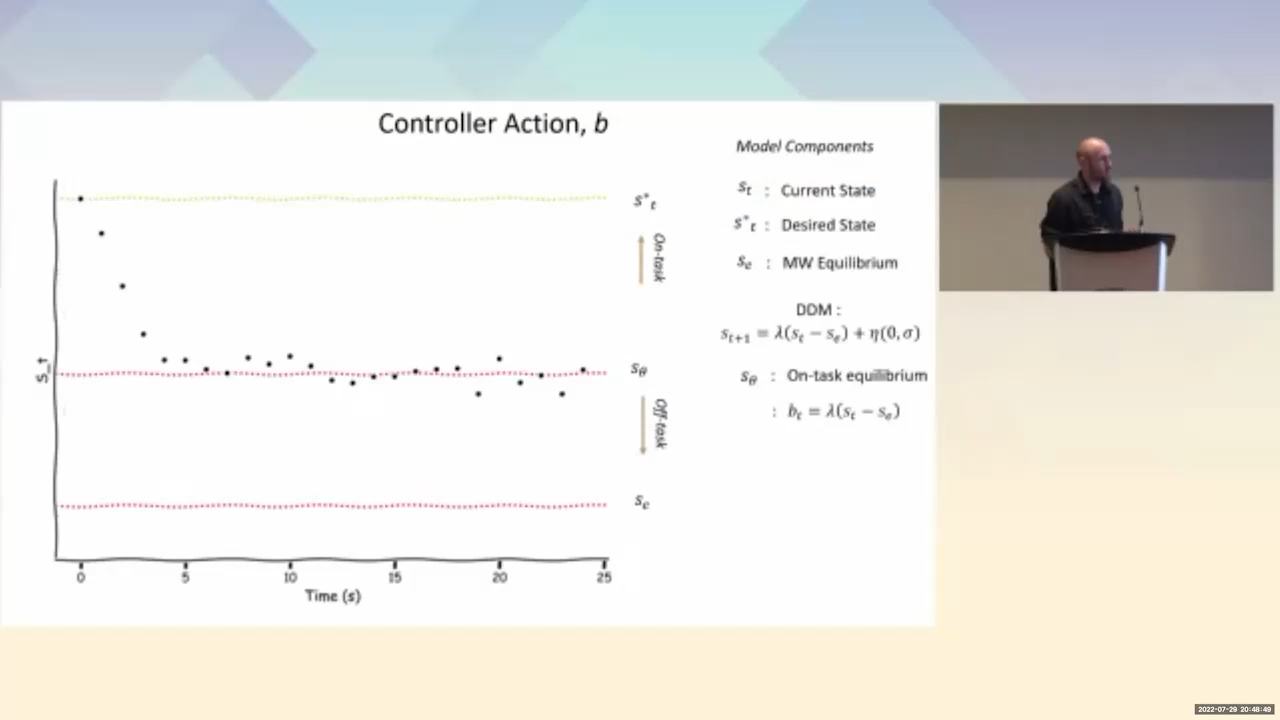 Controller Action, b
Model Components
s_t : Current State
s*_t : Desired State
s_e : MW Equilibrium
DDM :
s_{t+1} = λ(s_t − s_e) + η(0, σ)
s_θ : On-task equilibrium
: b_t = λ(s_t − s_e)
s*_t
On-task
s_θ
Off-task
s_e
S_t
0 5 10 15 20 25
Time (s)
2022-07-29 20:48:49